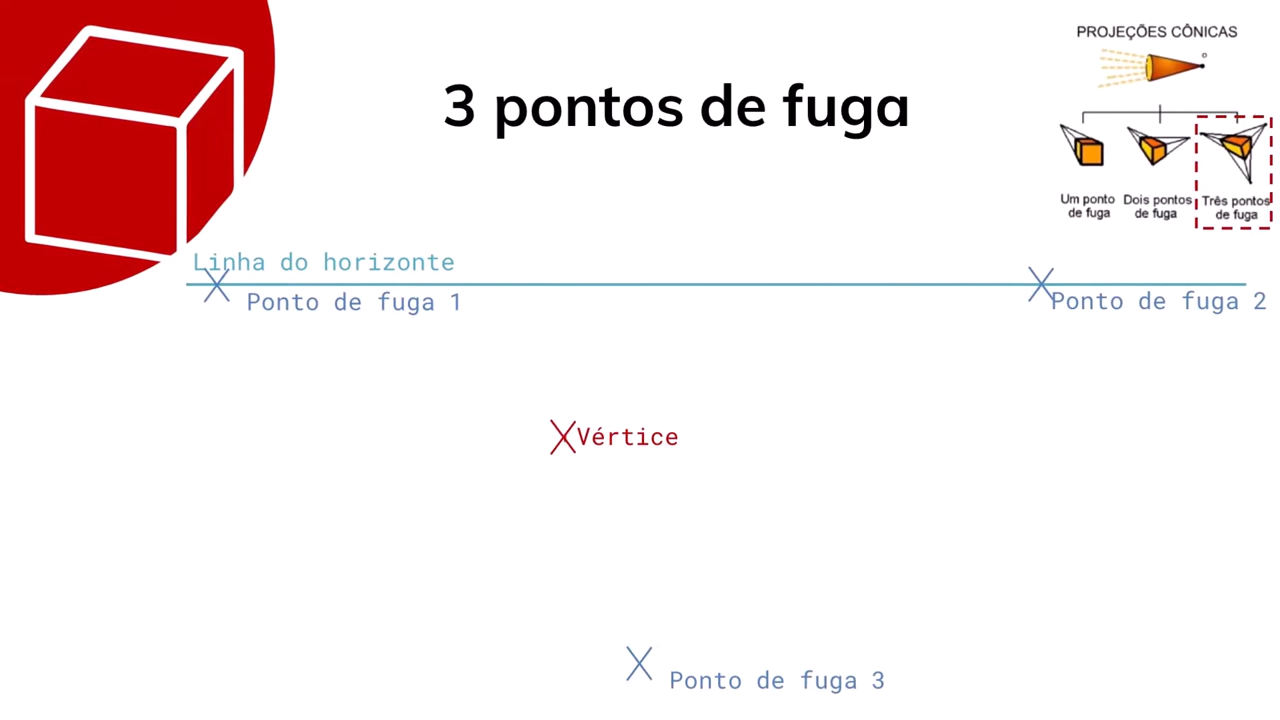 PROJEÇÕES CÔNICAS
3 pontos de fuga
Um ponto
de fuga
Dois pontos
de fuga
Três pontos
de fuga
Linha do horizonte
Ponto de fuga 1
Ponto de fuga 2
Vértice
Ponto de fuga 3